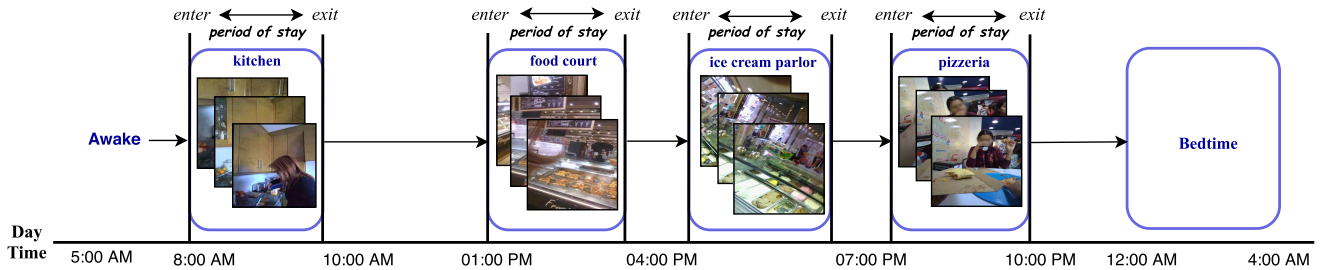 enter exit enter exit enter exit enter exit
period of stay period of stay period of stay period of stay
kitchen food court ice cream parlor pizzeria
Awake Bedtime
Day
Time
5:00 AM 8:00 AM 10:00 AM 01:00 PM 04:00 PM 07:00 PM 10:00 PM 12:00 AM 4:00 AM